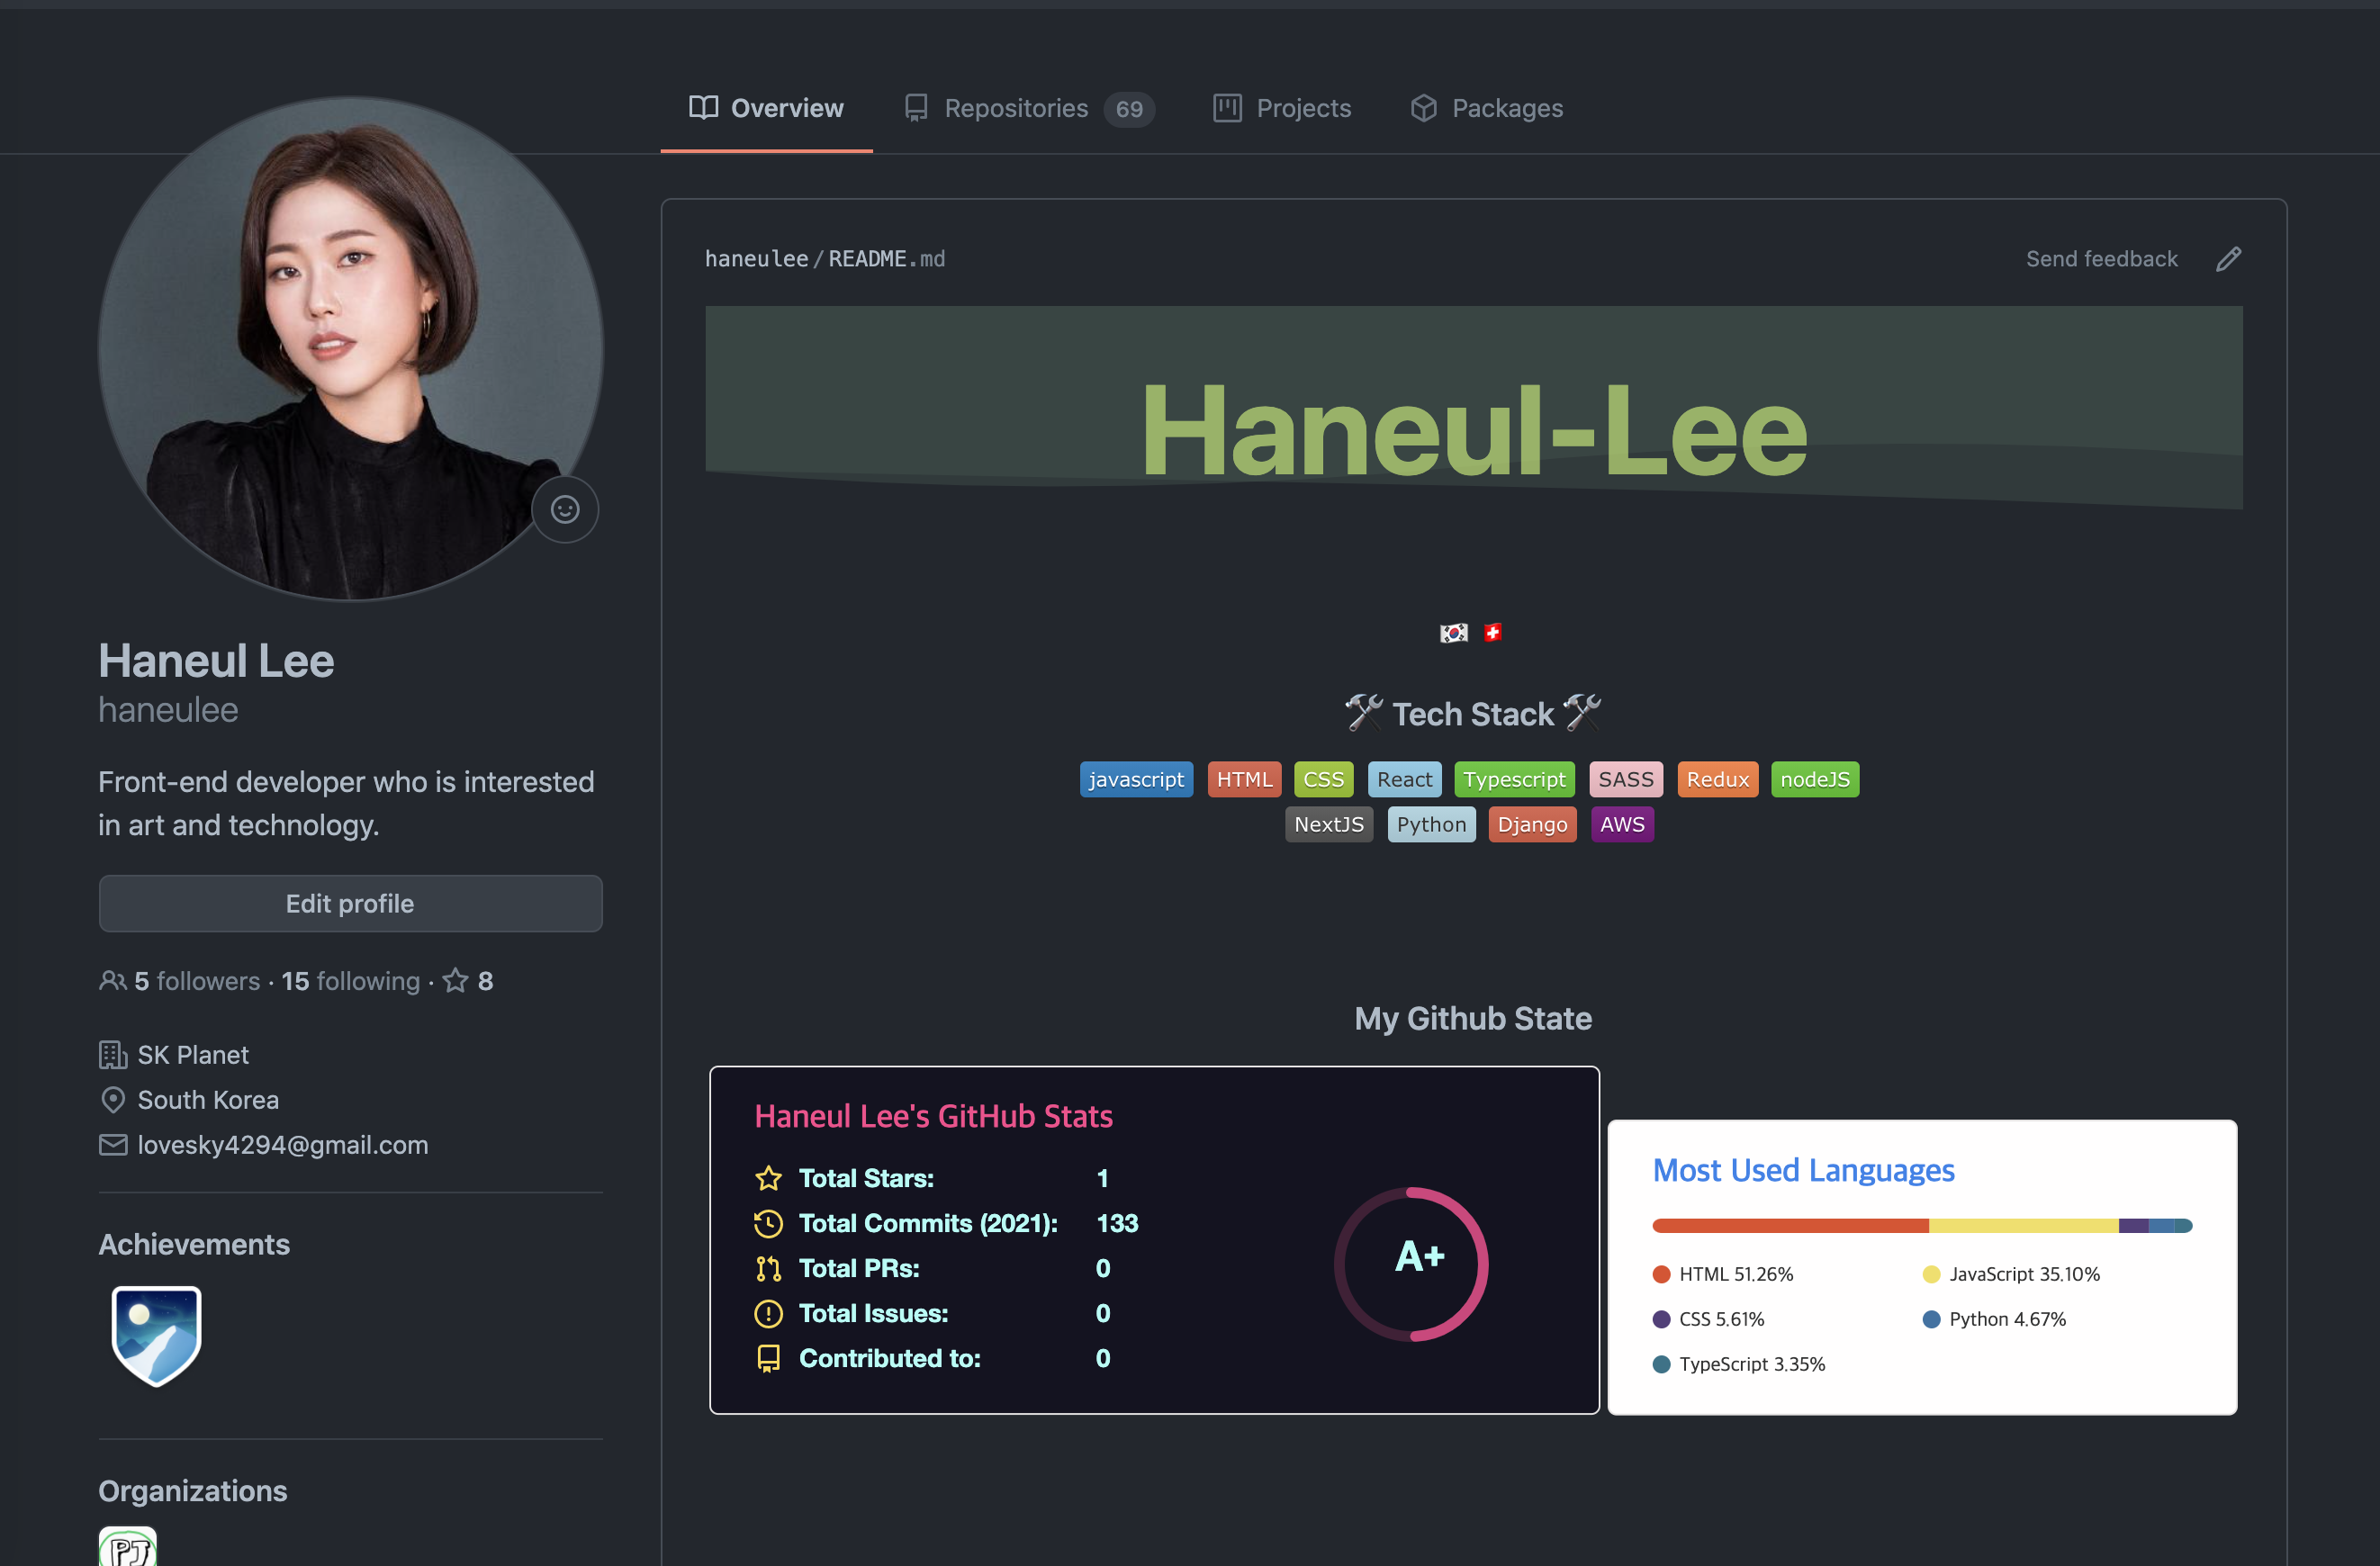 Overview
Repositories 69
Projects
Packages
Haneul Lee
haneulee
Front-end developer who is interested
in art and technology.
Edit profile
5 followers · 15 following · 8
SK Planet
South Korea
lovesky4294@gmail.com
Achievements
Organizations
PJ
haneulee/README.md
Send feedback
Haneul-Lee
Tech Stack
javascript HTML CSS React Typescript SASS Redux nodeJS
NextJS Python Django AWS
My Github State
Haneul Lee's GitHub Stats
Total Stars: 1
Total Commits (2021): 133
Total PRs: 0
Total Issues: 0
Contributed to: 0
A+
Most Used Languages
HTML 51.26%
JavaScript 35.10%
CSS 5.61%
Python 4.67%
TypeScript 3.35%